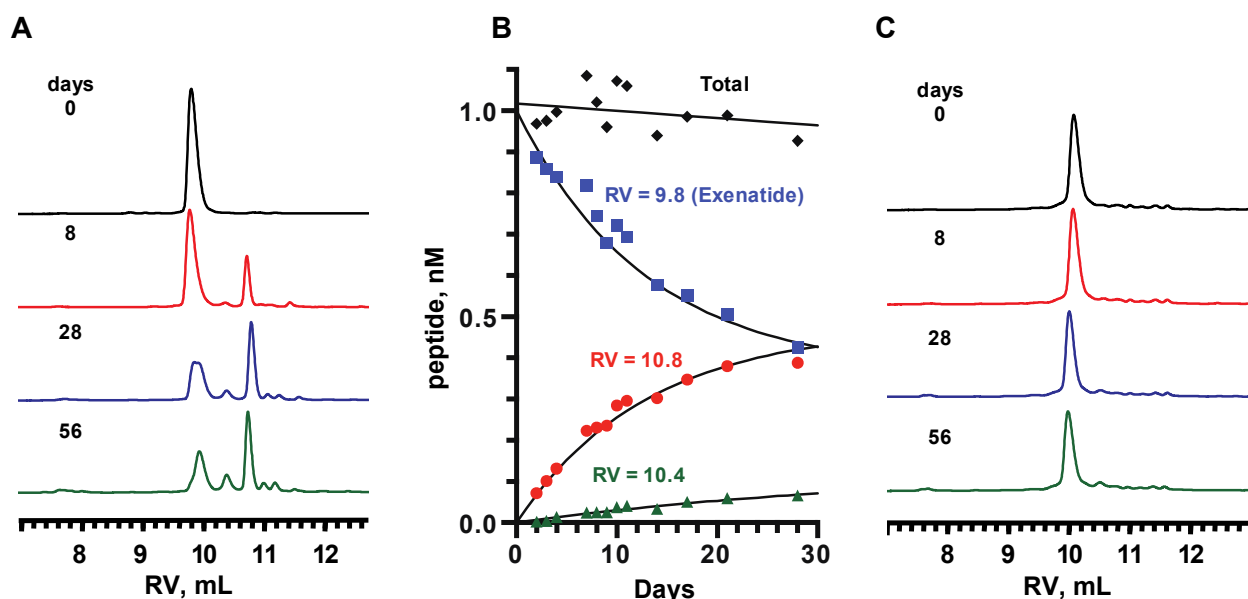 A
days
0
8
28
56
8 9 10 11 12
RV, mL
B
peptide, nM
1.0
0.5
0.0
Total
RV = 9.8 (Exenatide)
RV = 10.8
RV = 10.4
0 10 20 30
Days
C
days
0
8
28
56
8 9 10 11 12
RV, mL